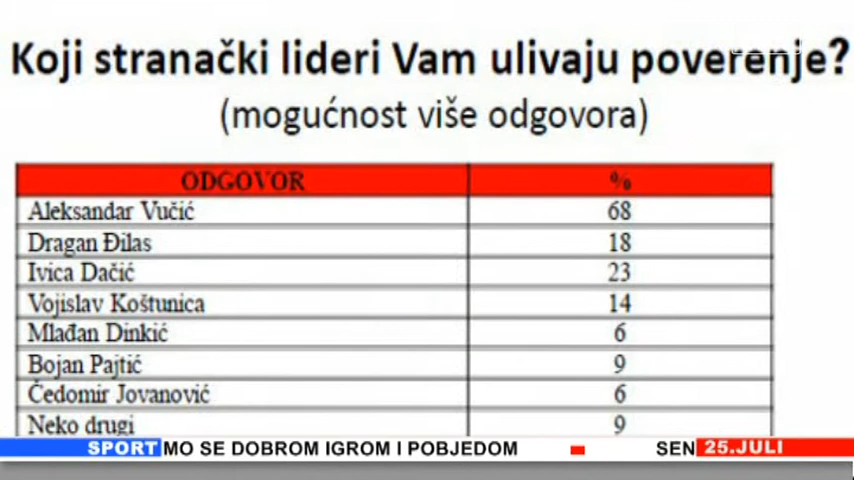 Koji stranački lideri Vam ulivaju poverenje?
(mogućnost više odgovora)
ODGOVOR %
Aleksandar Vučić 68
Dragan Đilas 18
Ivica Dačić 23
Vojislav Koštunica 14
Mlađan Dinkić 6
Bojan Pajtić 9
Čedomir Jovanović 6
Neko drugi 9
SPORT MO SE DOBROM IGROM I POBJEDOM SEN 25.JULI